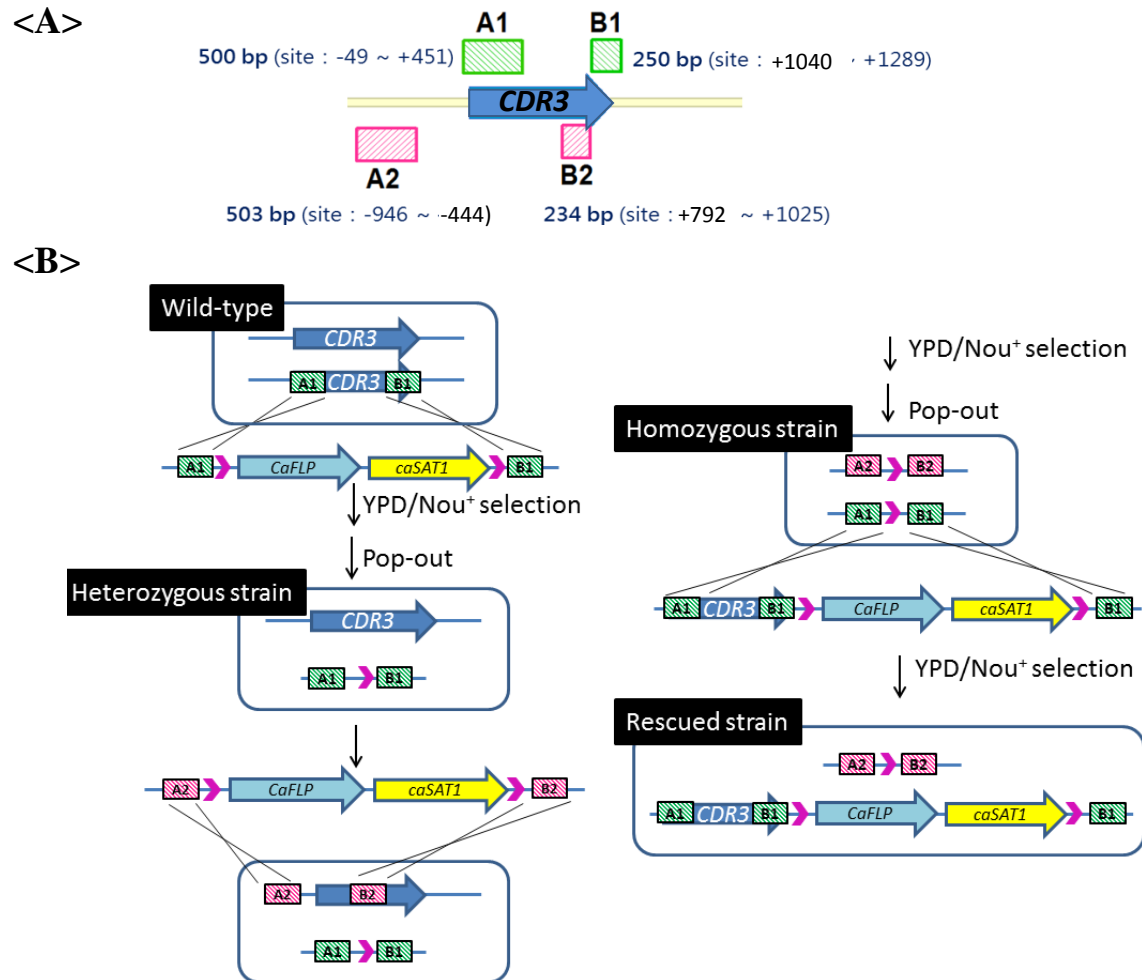 <A>
A1
B1
500 bp (site : -49 ~ +451)
250 bp (site : +1040 , +1289)
CDR3
A2
B2
503 bp (site : -946 ~ -444)
234 bp (site : +792 ~ +1025)
<B>
Wild-type
CDR3
A1 CDR3 B1
A1 CaFLP caSAT1 B1
YPD/Nou⁺ selection
Pop-out
Heterozygous strain
CDR3
A1 B1
A2 CaFLP caSAT1 B2
A2 B2
A1 B1
YPD/Nou⁺ selection
Pop-out
Homozygous strain
A2 B2
A1 B1
A1 CDR3 B1 CaFLP caSAT1 B1
YPD/Nou⁺ selection
Rescued strain
A2 B2
A1 CDR3 B1 CaFLP caSAT1 B1